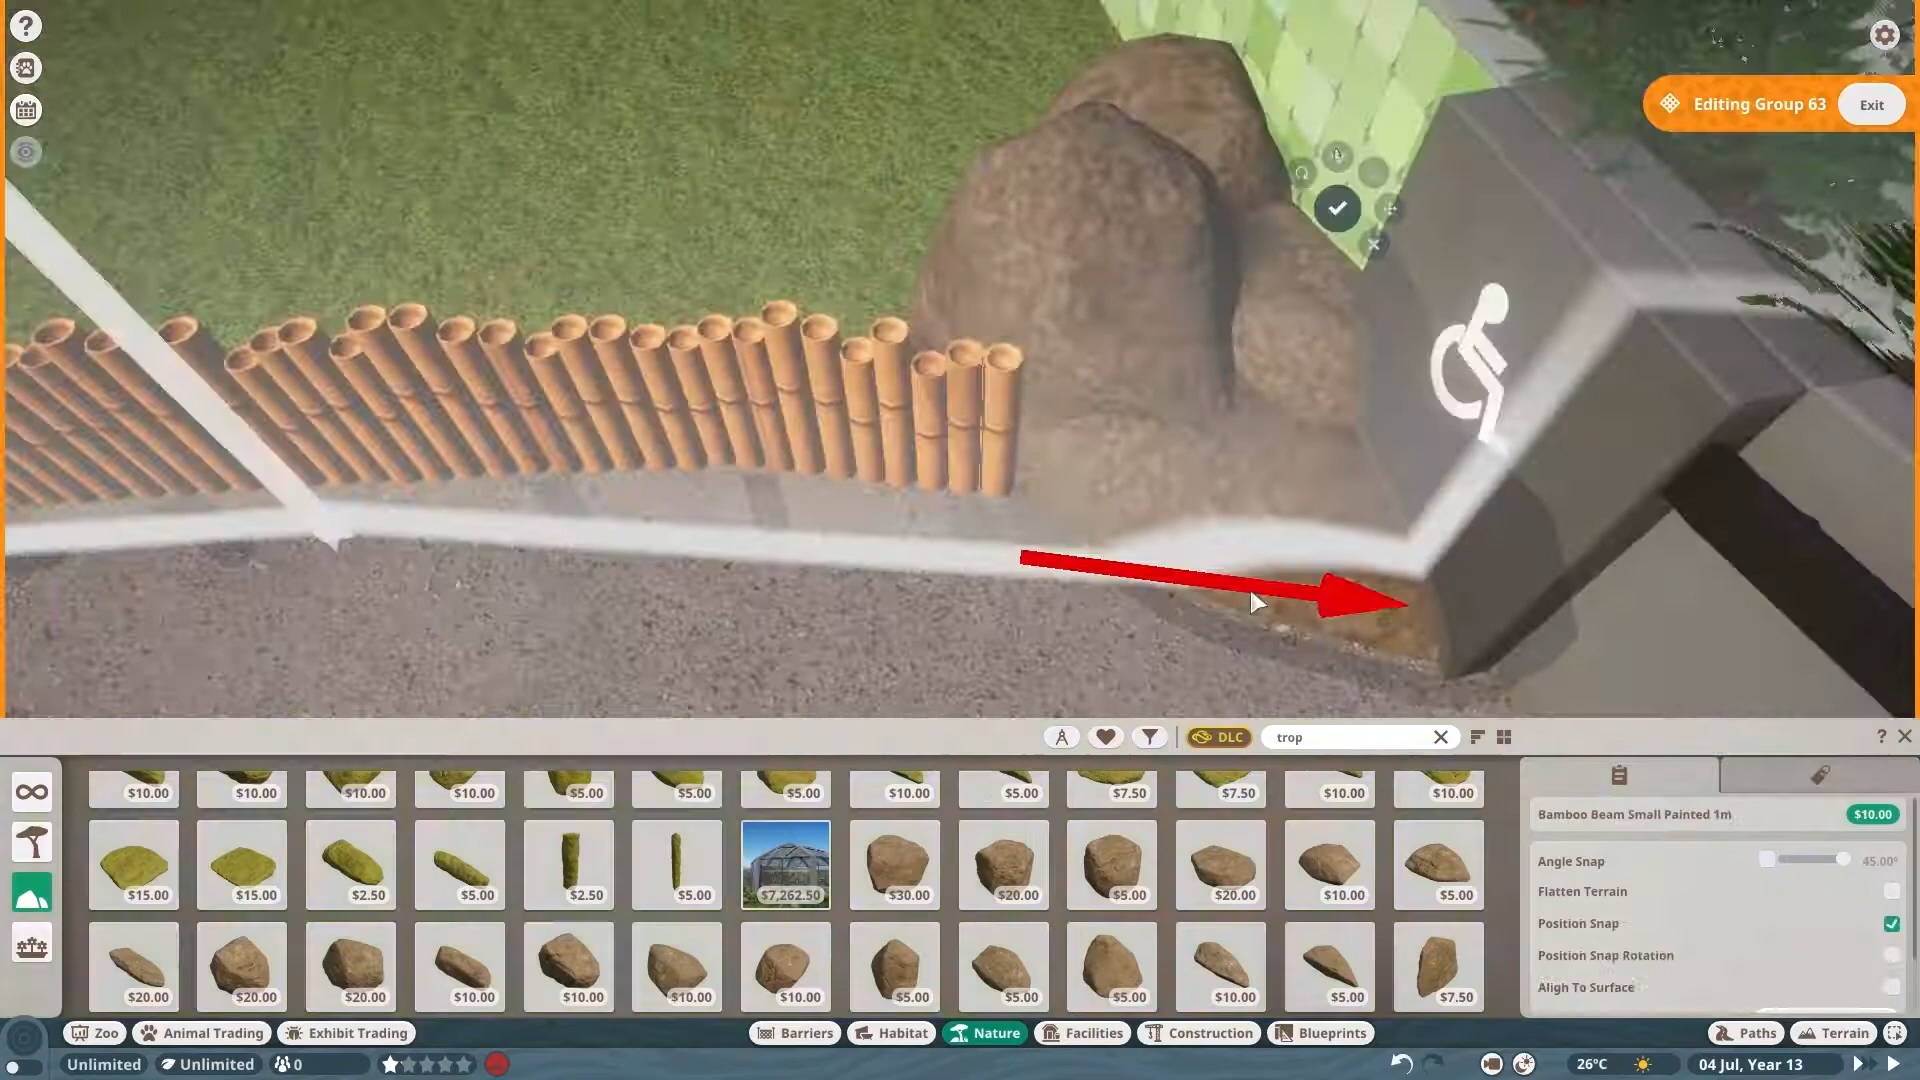 ?
Editing Group 63
Exit
DLC
trop
?
$10.00
$10.00
$10.00
$10.00
$5.00
$5.00
$5.00
$10.00
$5.00
$7.50
$7.50
$10.00
$10.00
$15.00
$15.00
$2.50
$5.00
$2.50
$5.00
$7,262.50
$30.00
$20.00
$5.00
$20.00
$10.00
$5.00
$20.00
$20.00
$20.00
$10.00
$10.00
$10.00
$10.00
$5.00
$5.00
$5.00
$10.00
$5.00
$7.50
Bamboo Beam Small Painted 1m
$10.00
Angle Snap
45.00°
Flatten Terrain
Position Snap
Position Snap Rotation
Align To Surface
Zoo
Animal Trading
Exhibit Trading
Barriers
Habitat
Nature
Facilities
Construction
Blueprints
Paths
Terrain
Unlimited
Unlimited
0
26°C
04 Jul, Year 13